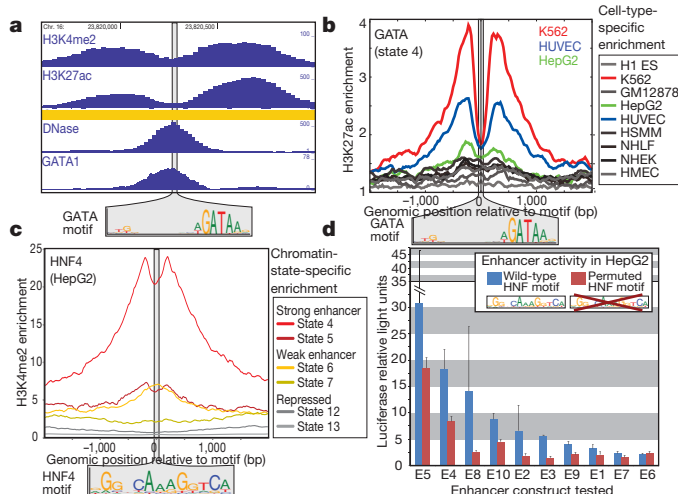 a
Chr. 16: 23,820,000 23,820,500
H3K4me2
100
H3K27ac
500
DNase
500
GATA1
78
GATA
motif
GATAA
b
GATA
(state 4)
K562
HUVEC
HepG2
H3K27ac enrichment
4
3
2
1
−1,000 0 1,000
Genomic position relative to motif (bp)
GATA
motif
GATAA
Cell-type-
specific
enrichment
H1 ES
K562
GM12878
HepG2
HUVEC
HSMM
NHLF
NHEK
HMEC
c
HNF4
(HepG2)
H3K4me2 enrichment
25
20
15
10
5
0
−1,000 0 1,000
Genomic position relative to motif (bp)
HNF4
motif
Chromatin-
state-specific
enrichment
Strong enhancer
State 4
State 5
Weak enhancer
State 6
State 7
Repressed
State 12
State 13
d
Enhancer activity in HepG2
Wild-type
HNF motif
Permuted
HNF motif
Luciferase relative light units
45
40
35
30
25
20
15
10
5
0
E5 E4 E8 E10 E2 E3 E9 E1 E7 E6
Enhancer construct tested